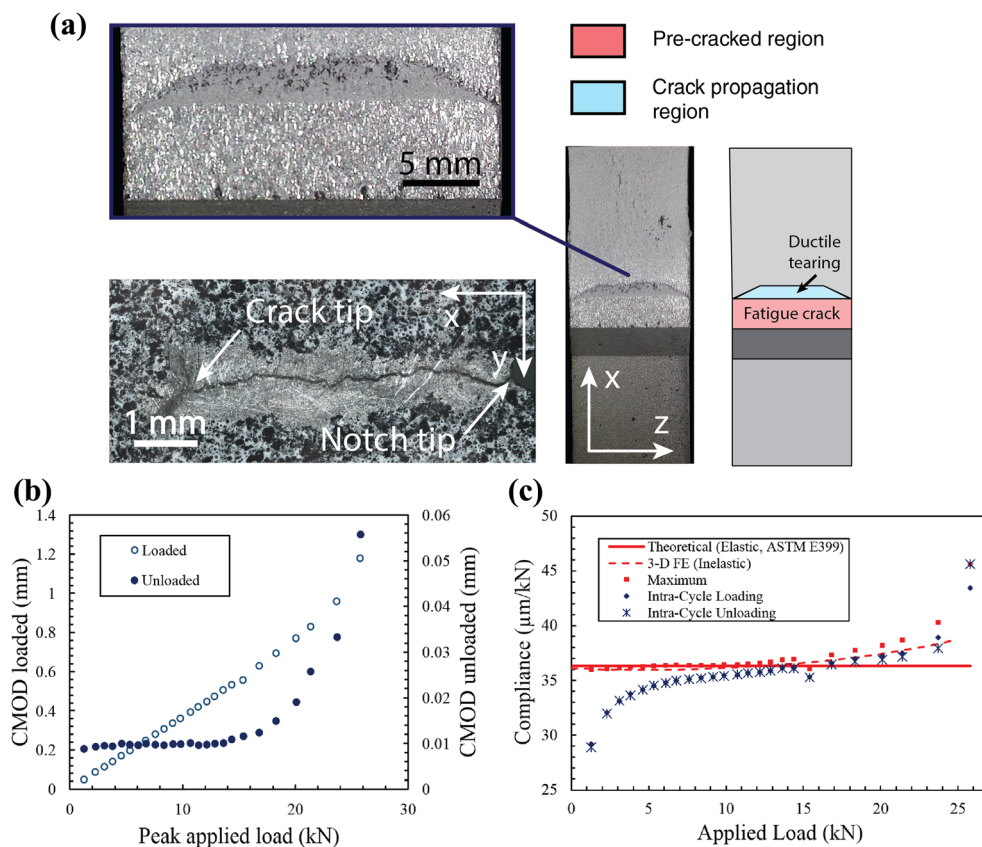 (a)
5 mm
Pre-cracked region
Crack propagation
region
Crack tip
x
y
1 mm
Notch tip
x
z
Ductile
tearing
Fatigue crack
(b)
1.4
1.2
1
0.8
0.6
0.4
0.2
0
CMOD loaded (mm)
Loaded
Unloaded
0.06
0.05
0.04
0.03
0.02
0.01
0.00
CMOD unloaded (mm)
0
10
20
30
Peak applied load (kN)
(c)
50
45
40
35
30
25
Compliance (µm/kN)
Theoretical (Elastic, ASTM E399)
3-D FE (Inelastic)
Maximum
Intra-Cycle Loading
Intra-Cycle Unloading
0
5
10
15
20
25
Applied Load (kN)